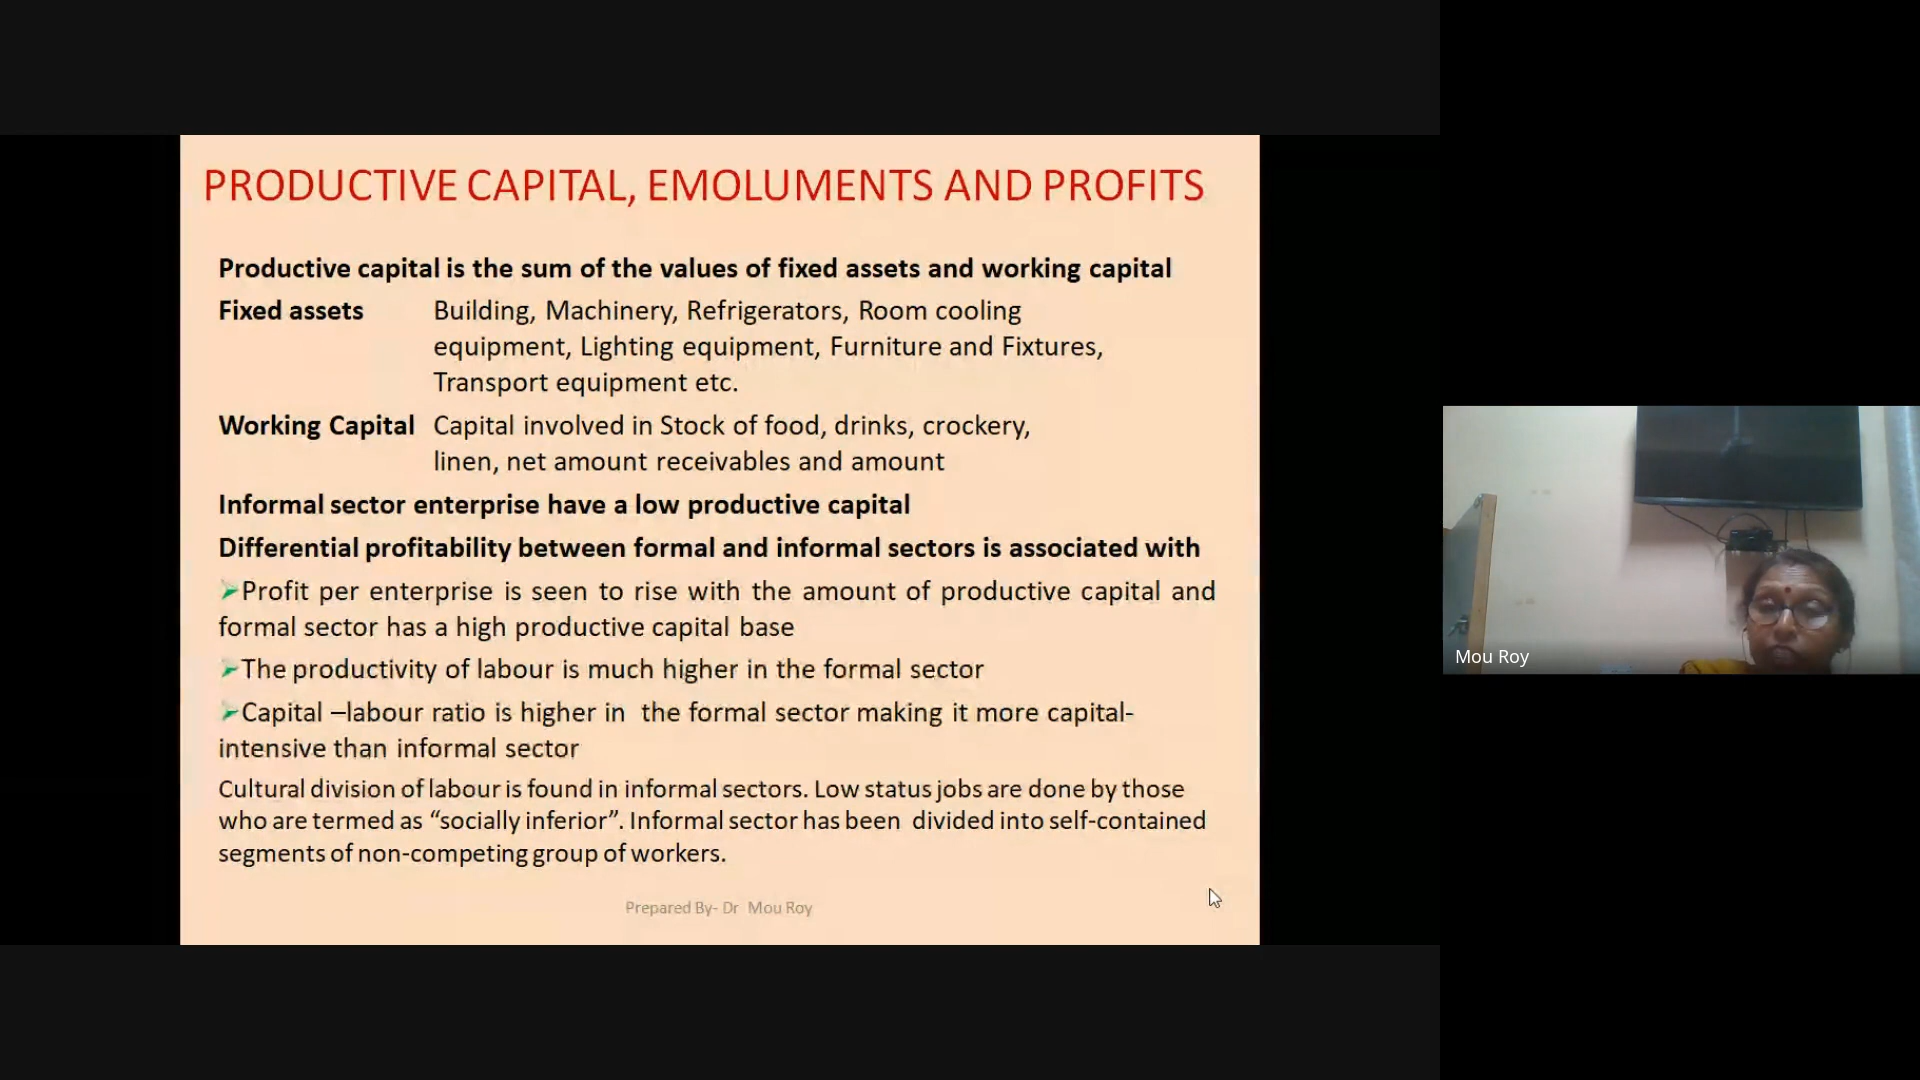 PRODUCTIVE CAPITAL, EMOLUMENTS AND PROFITS
Productive capital is the sum of the values of fixed assets and working capital
Fixed assets Building, Machinery, Refrigerators, Room cooling
equipment, Lighting equipment, Furniture and Fixtures,
Transport equipment etc.
Working Capital Capital involved in Stock of food, drinks, crockery,
linen, net amount receivables and amount
Informal sector enterprise have a low productive capital
Differential profitability between formal and informal sectors is associated with
➢Profit per enterprise is seen to rise with the amount of productive capital and
formal sector has a high productive capital base
➢The productivity of labour is much higher in the formal sector
➢Capital –labour ratio is higher in the formal sector making it more capital-
intensive than informal sector
Cultural division of labour is found in informal sectors. Low status jobs are done by those
who are termed as “socially inferior”. Informal sector has been divided into self-contained
segments of non-competing group of workers.
Prepared By- Dr Mou Roy
Mou Roy